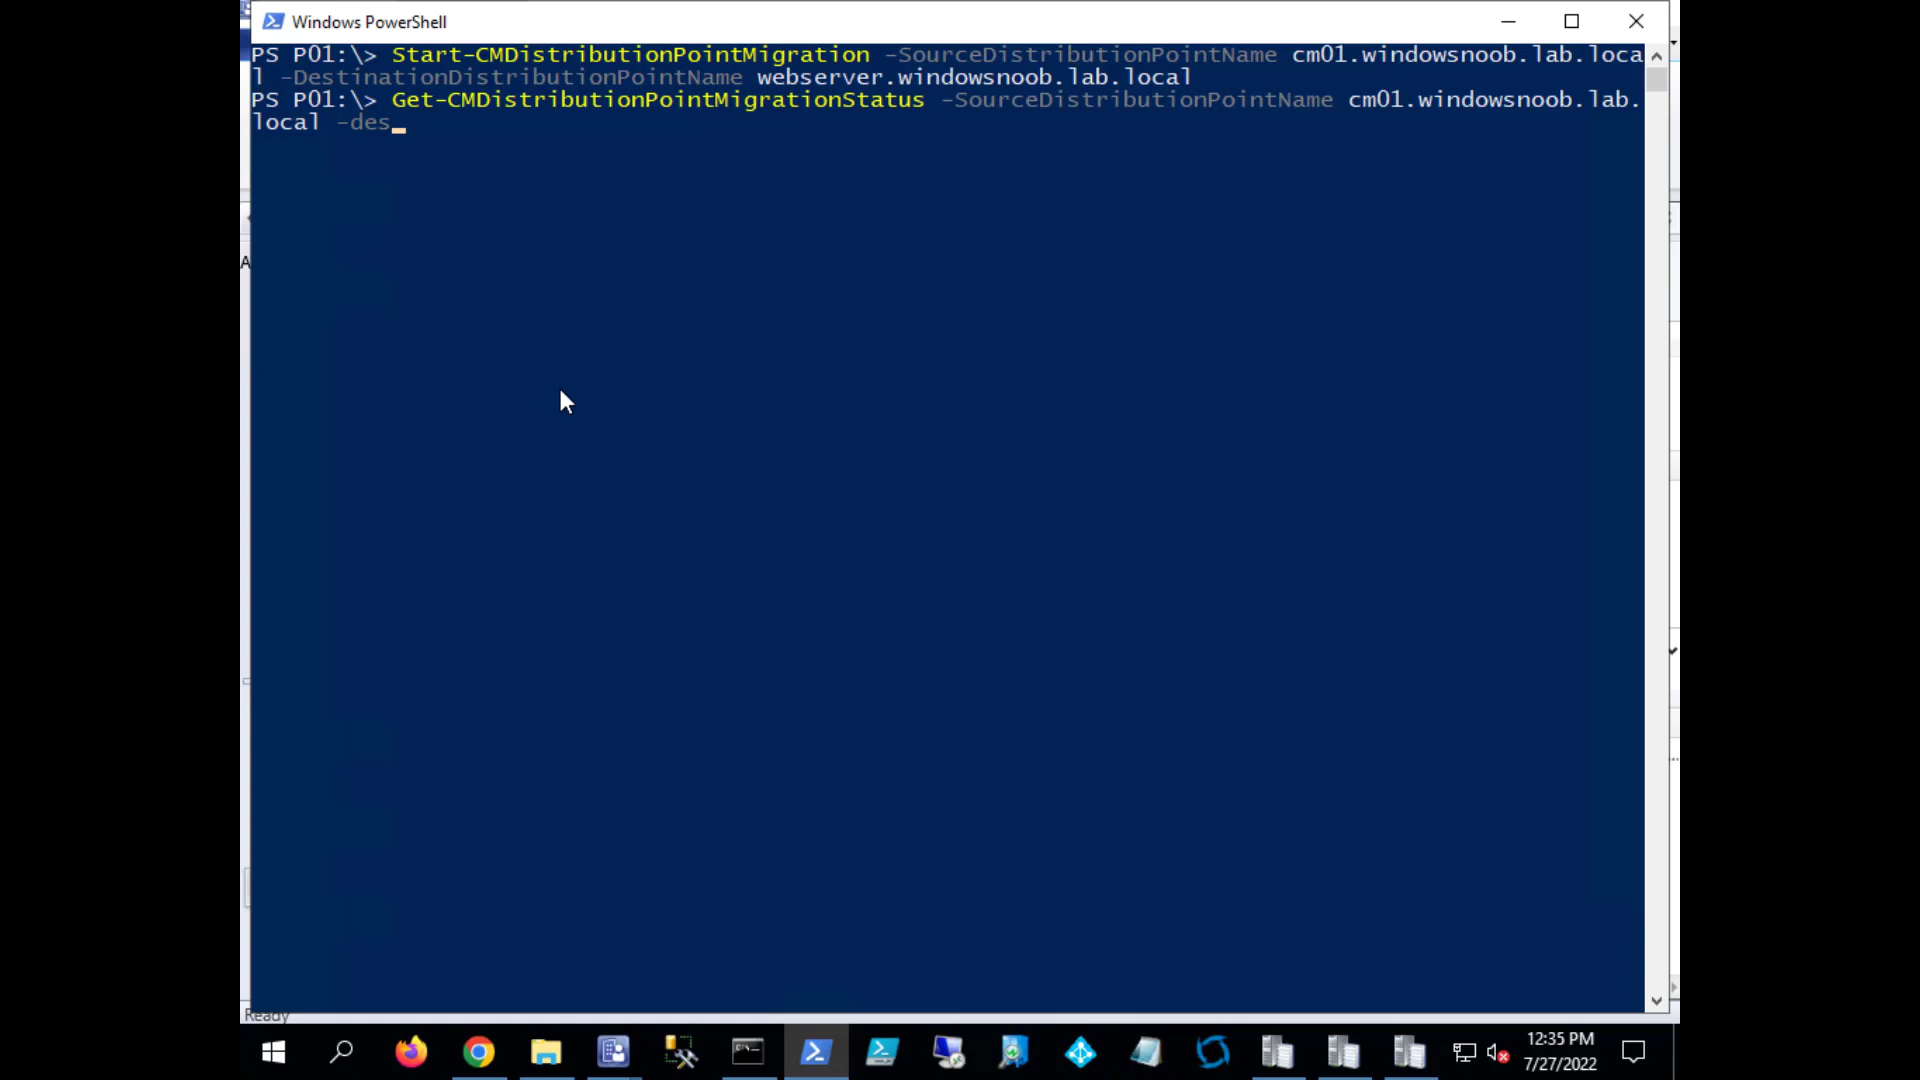 Windows PowerShell
PS P01:\> Start-CMDistributionPointMigration -SourceDistributionPointName cm01.windowsnoob.lab.loca
l -DestinationDistributionPointName webserver.windowsnoob.lab.local
PS P01:\> Get-CMDistributionPointMigrationStatus -SourceDistributionPointName cm01.windowsnoob.lab.
local -des
A
Ready
12:35 PM
7/27/2022